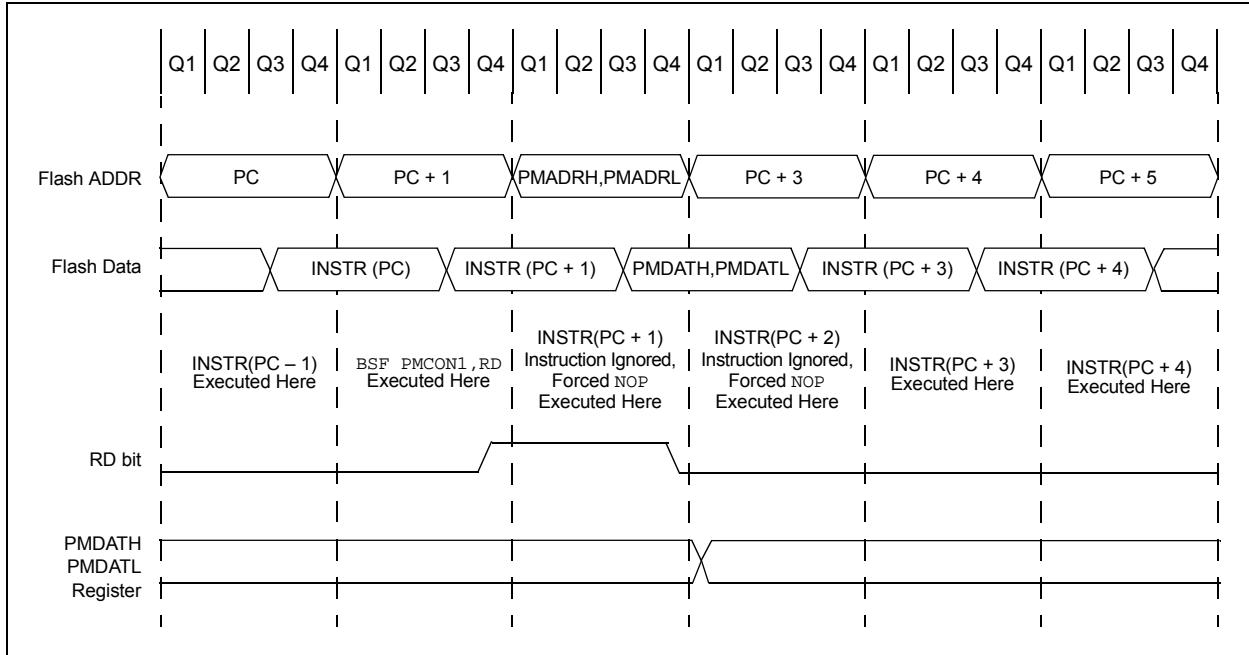 Q1 Q2 Q3 Q4 Q1 Q2 Q3 Q4 Q1 Q2 Q3 Q4 Q1 Q2 Q3 Q4 Q1 Q2 Q3 Q4 Q1 Q2 Q3 Q4
Flash ADDR PC PC + 1 PMADRH,PMADRL PC + 3 PC + 4 PC + 5
Flash Data INSTR (PC) INSTR (PC + 1) PMDATH,PMDATL INSTR (PC + 3) INSTR (PC + 4)
INSTR(PC – 1)
Executed Here
BSF PMCON1,RD
Executed Here
INSTR(PC + 1)
Instruction Ignored,
Forced NOP
Executed Here
INSTR(PC + 2)
Instruction Ignored,
Forced NOP
Executed Here
INSTR(PC + 3)
Executed Here
INSTR(PC + 4)
Executed Here
RD bit
PMDATH
PMDATL
Register